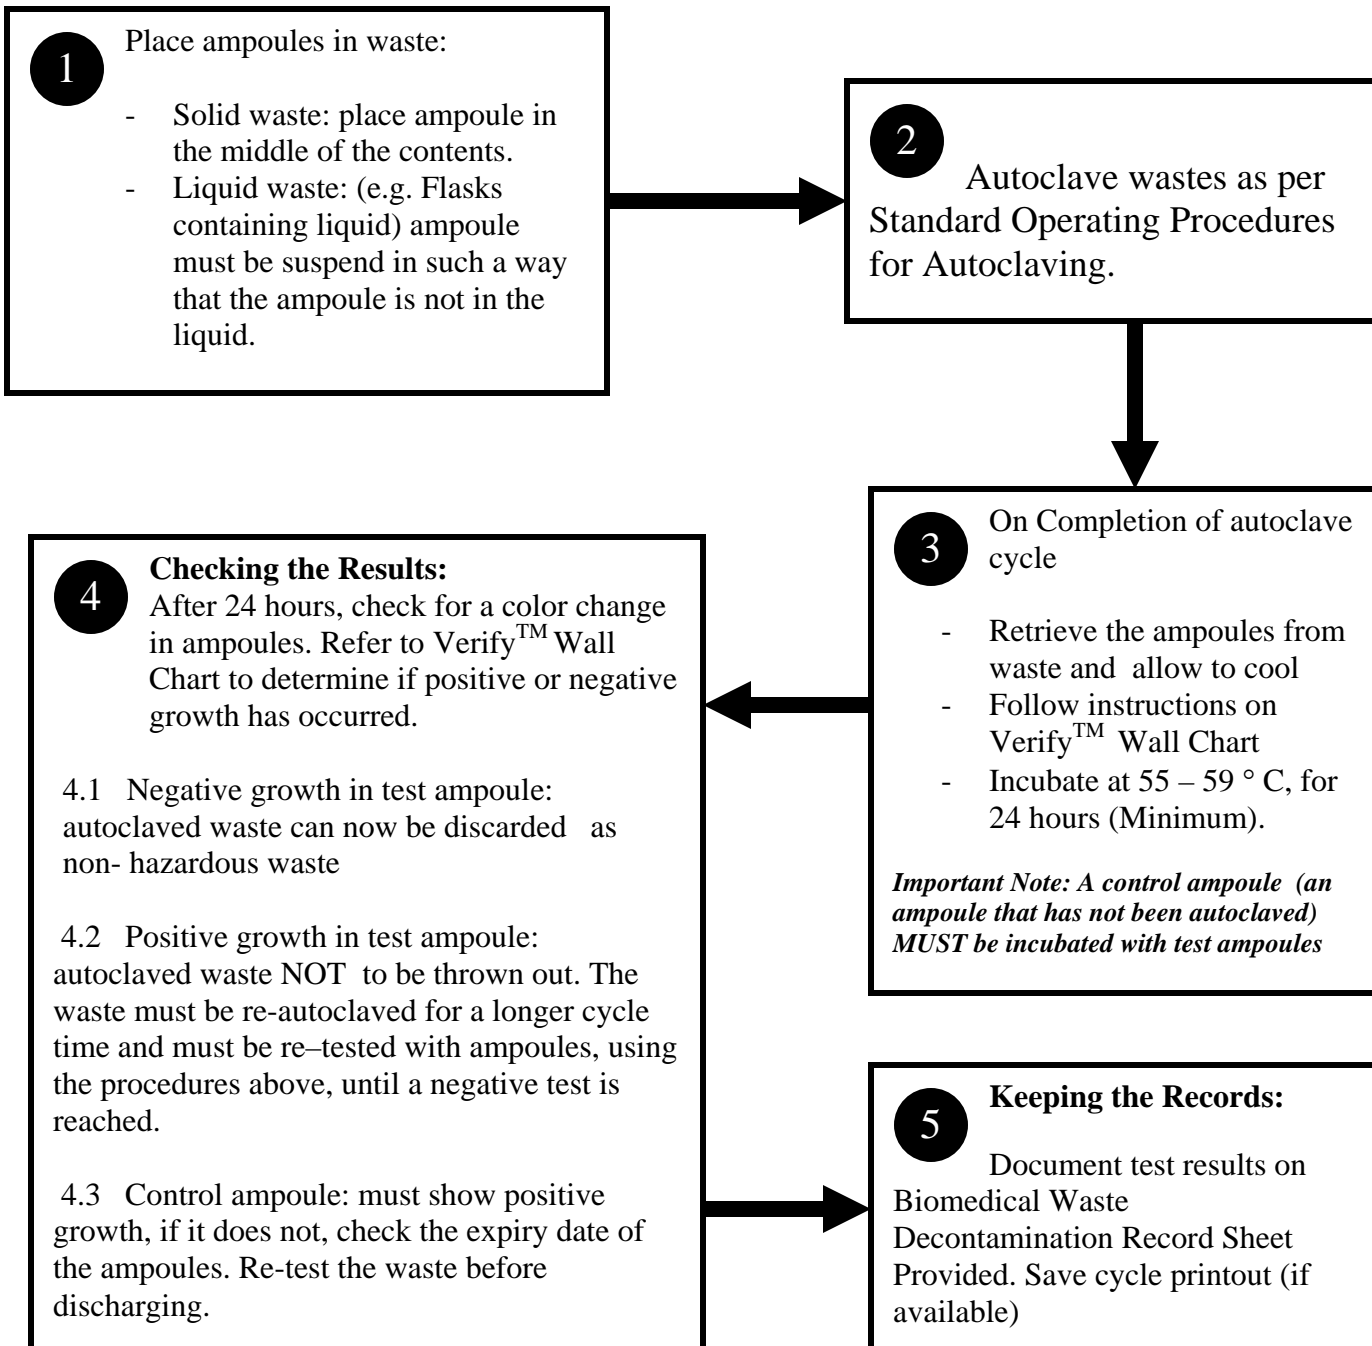 1
Place ampoules in waste:
- Solid waste: place ampoule in
the middle of the contents.
- Liquid waste: (e.g. Flasks
containing liquid) ampoule
must be suspend in such a way
that the ampoule is not in the
liquid.
2
Autoclave wastes as per
Standard Operating Procedures
for Autoclaving.
3
On Completion of autoclave
cycle
- Retrieve the ampoules from
waste and allow to cool
- Follow instructions on
Verify™ Wall Chart
- Incubate at 55 – 59 ° C, for
24 hours (Minimum).
Important Note: A control ampoule (an
ampoule that has not been autoclaved)
MUST be incubated with test ampoules
4
Checking the Results:
After 24 hours, check for a color change
in ampoules. Refer to Verify™ Wall
Chart to determine if positive or negative
growth has occurred.
4.1 Negative growth in test ampoule:
autoclaved waste can now be discarded as
non- hazardous waste
4.2 Positive growth in test ampoule:
autoclaved waste NOT to be thrown out. The
waste must be re-autoclaved for a longer cycle
time and must be re–tested with ampoules, using
the procedures above, until a negative test is
reached.
4.3 Control ampoule: must show positive
growth, if it does not, check the expiry date of
the ampoules. Re-test the waste before
discharging.
5
Keeping the Records:
Document test results on
Biomedical Waste
Decontamination Record Sheet
Provided. Save cycle printout (if
available)